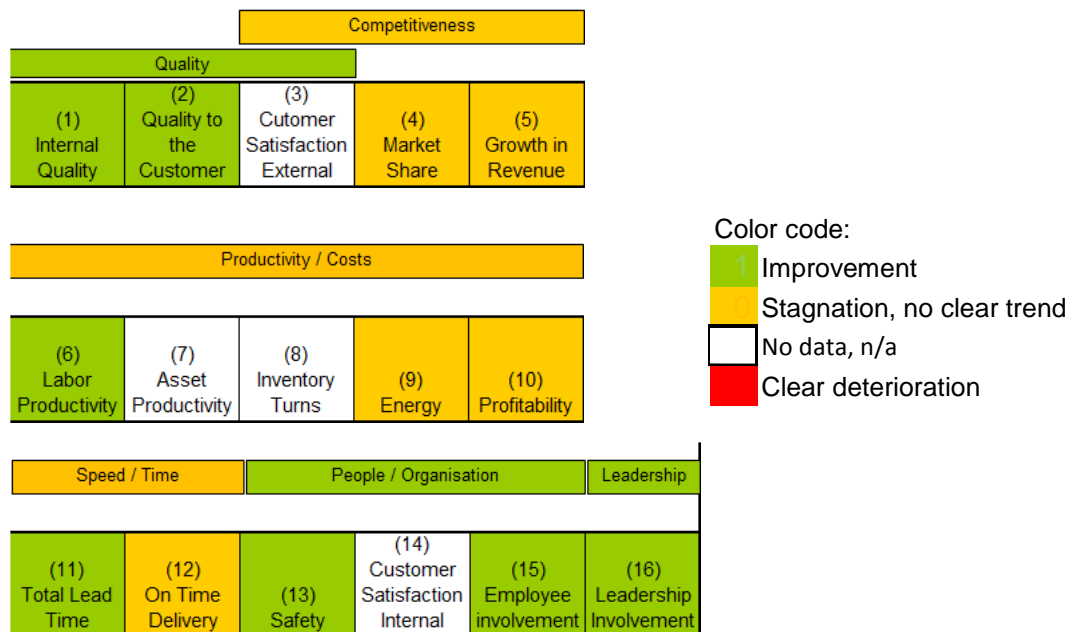 Competitiveness
Quality
(1)
Internal
Quality
(2)
Quality to
the
Customer
(3)
Cutomer
Satisfaction
External
(4)
Market
Share
(5)
Growth in
Revenue
Productivity / Costs
(6)
Labor
Productivity
(7)
Asset
Productivity
(8)
Inventory
Turns
(9)
Energy
(10)
Profitability
Color code:
1 Improvement
0 Stagnation, no clear trend
No data, n/a
Clear deterioration
Speed / Time
People / Organisation
Leadership
(11)
Total Lead
Time
(12)
On Time
Delivery
(13)
Safety
(14)
Customer
Satisfaction
Internal
(15)
Employee
involvement
(16)
Leadership
Involvement